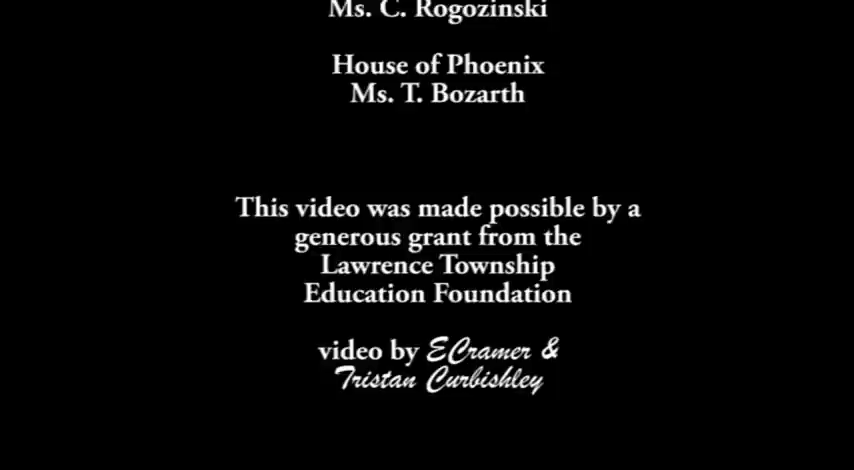 Ms. C. Rogozinski
House of Phoenix
Ms. T. Bozarth
This video was made possible by a
generous grant from the
Lawrence Township
Education Foundation
video by ECramer &
Tristan Curbishley